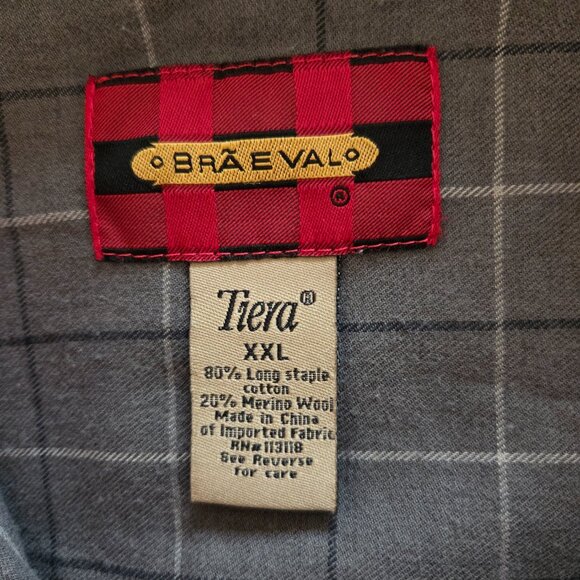 BRÃEVAL
®
Tiera®
XXL
80% Long staple
cotton
20% Merino Wool
Made in China
of Imported Fabric
RN#113118
See Reverse
for care